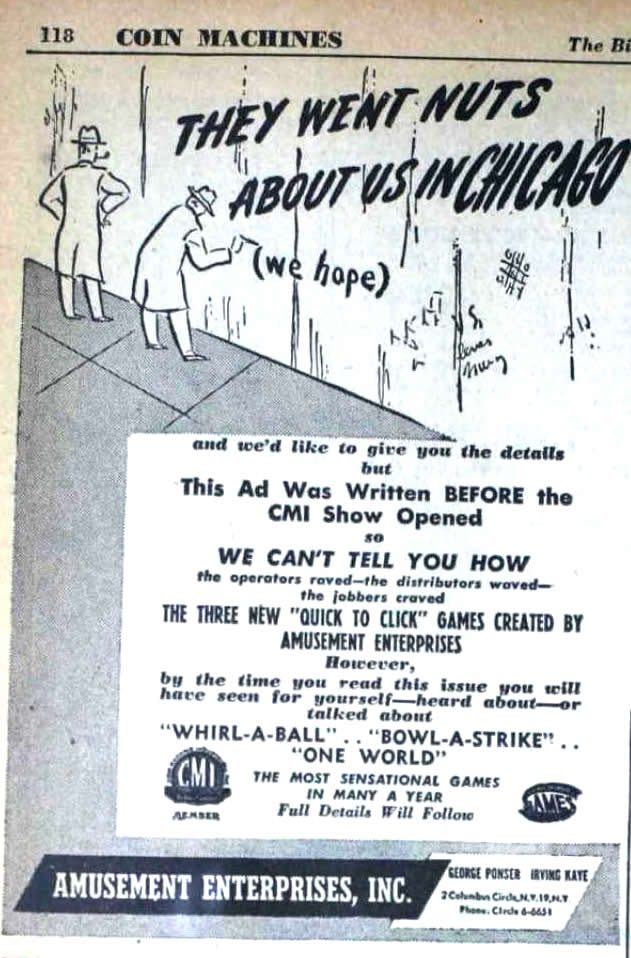 118 COIN MACHINES The Bi
THEY WENT NUTS
ABOUT US IN CHICAGO
(we hope)
loves
and we'd like to give you the details
but
This Ad Was Written BEFORE the
CMI Show Opened
so
WE CAN'T TELL YOU HOW
the operators raved—the distributors waved—
the jobbers craved
THE THREE NEW "QUICK TO CLICK" GAMES CREATED BY
AMUSEMENT ENTERPRISES
However,
by the time you read this issue you will
have seen for yourself—heard about—or
talked about
"WHIRL-A-BALL" . . "BOWL-A-STRIKE" . .
"ONE WORLD"
CMI
MEMBER
THE MOST SENSATIONAL GAMES
IN MANY A YEAR
Full Details Will Follow
GAMES
AMUSEMENT ENTERPRISES, INC.
GEORGE PONSER IRVING KAYE
2 Columbus Circle, N.Y. 19, N.Y.
Phone. Circle 6-6651